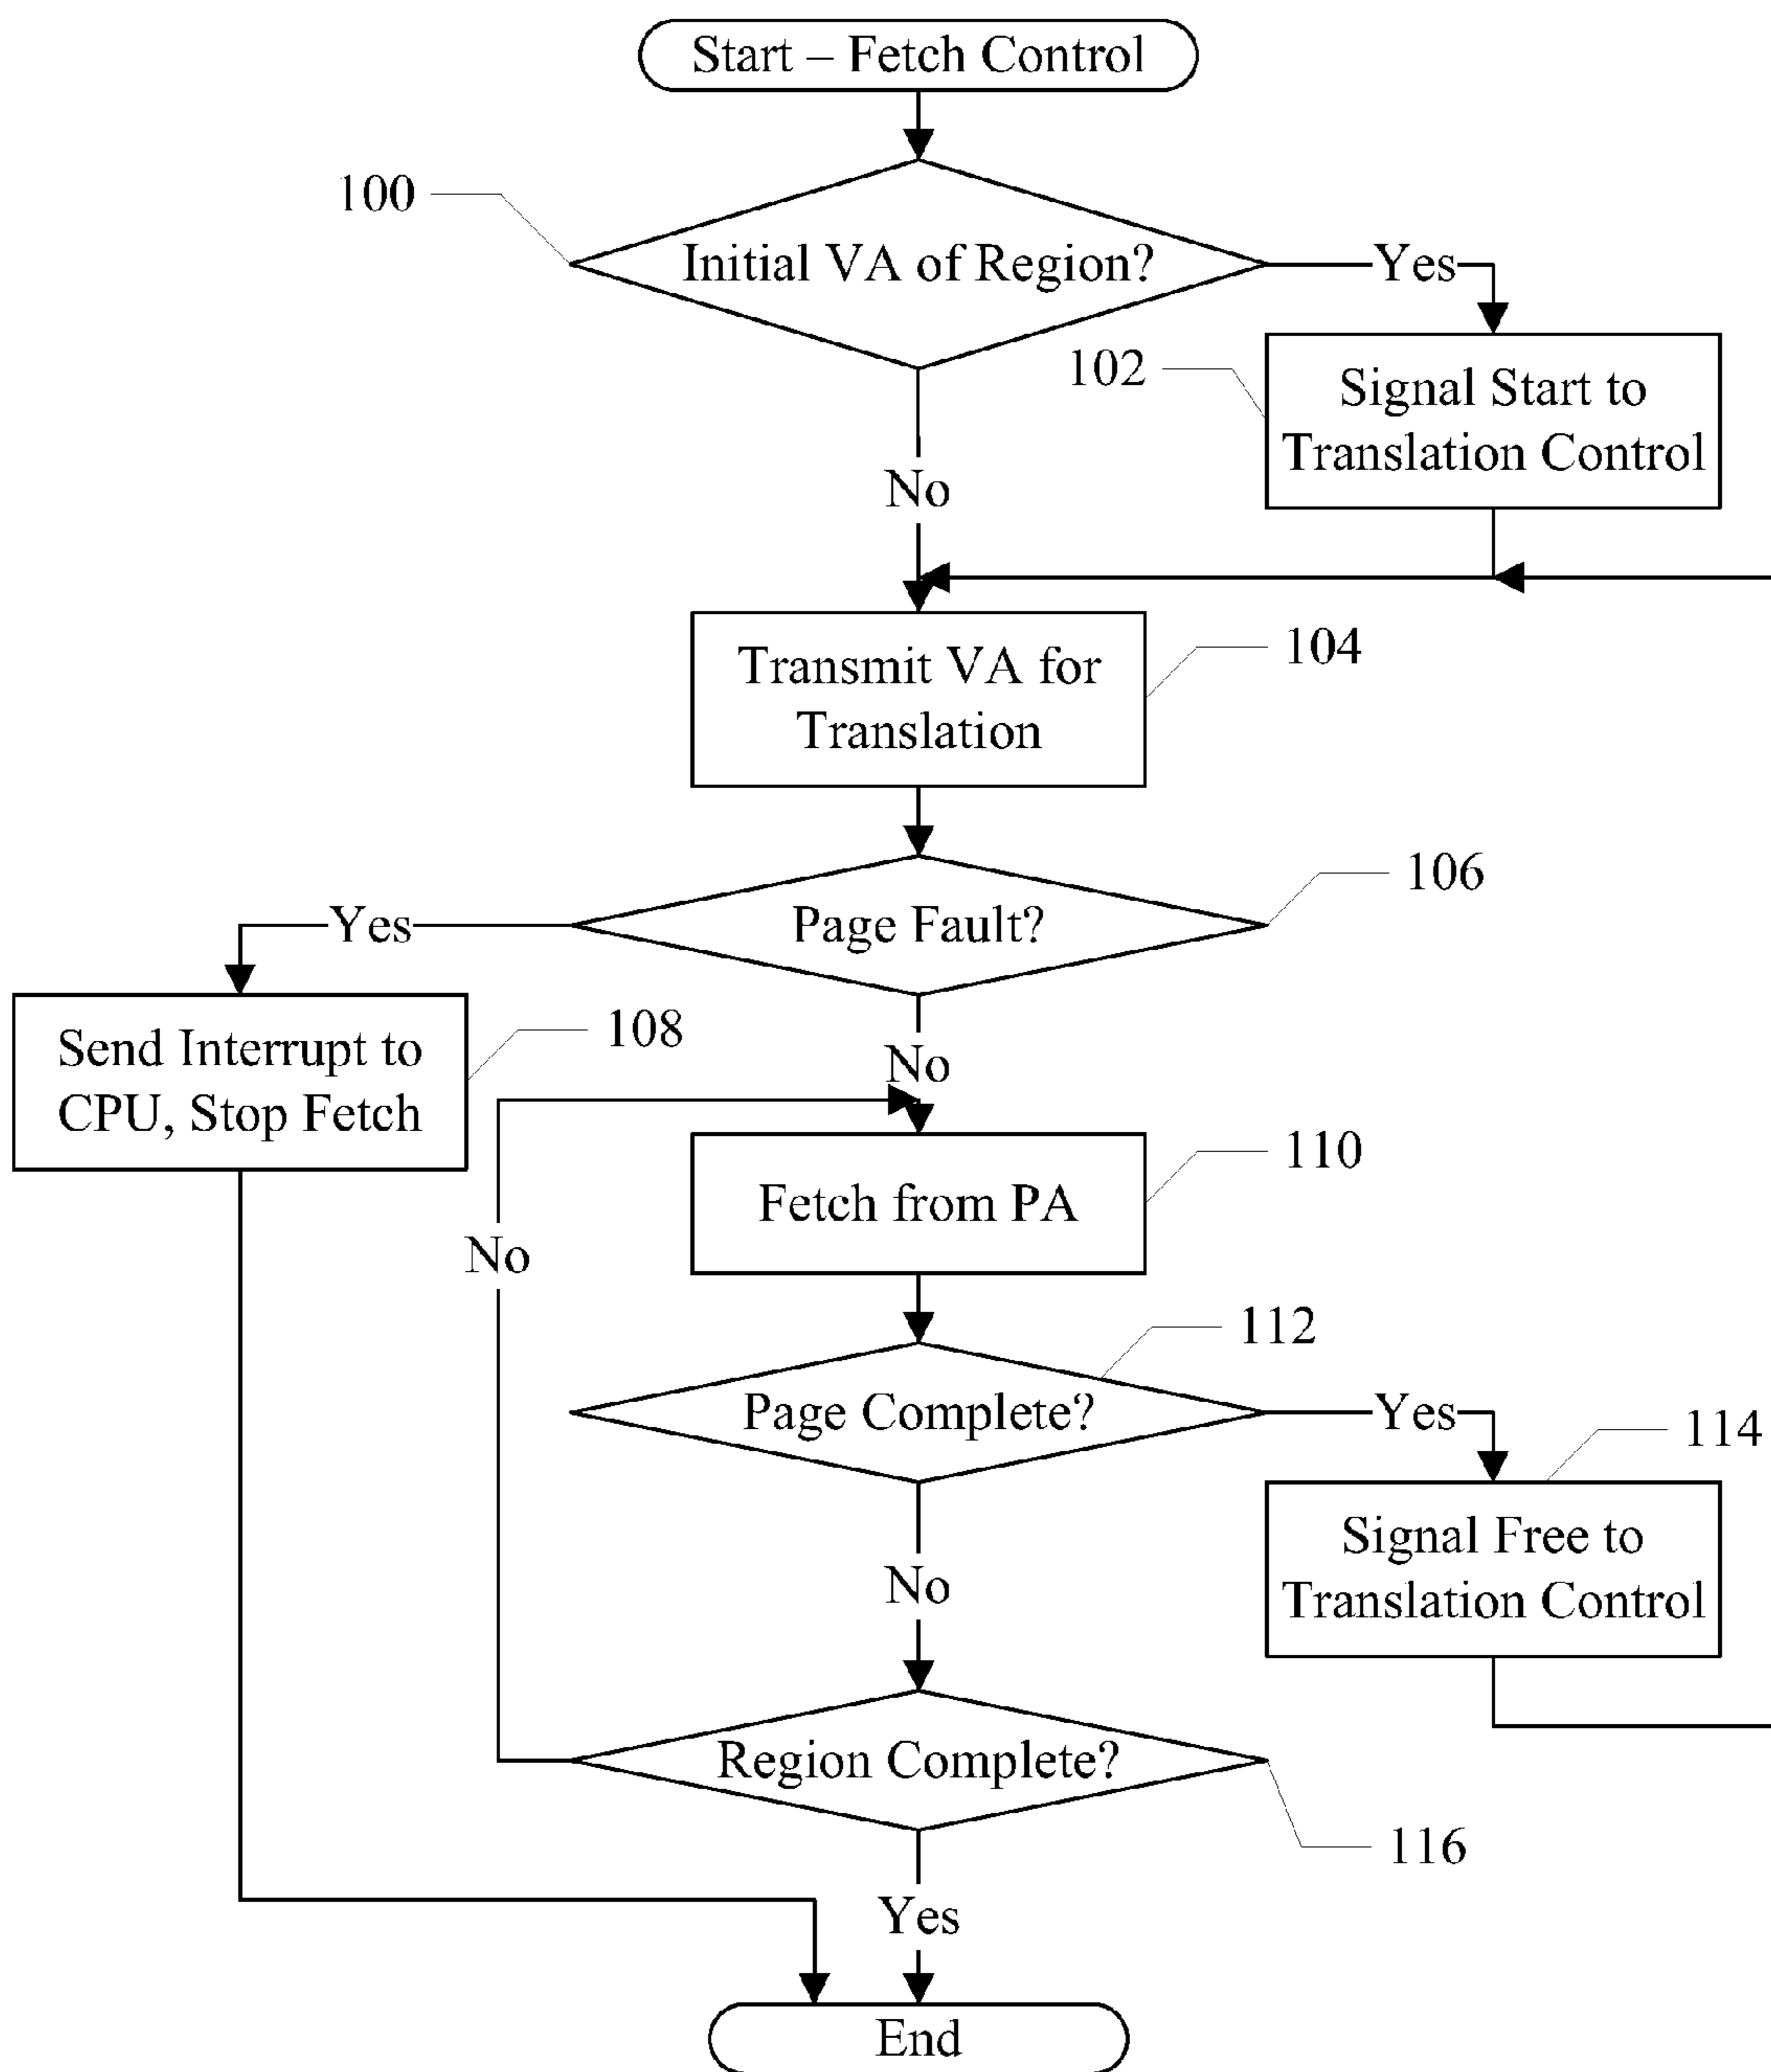 Start – Fetch Control
100
Initial VA of Region?
Yes
102
Signal Start to
Translation Control
No
Transmit VA for
Translation
104
106
Page Fault?
Yes
Send Interrupt to
CPU, Stop Fetch
108
No
Fetch from PA
110
No
112
Page Complete?
Yes
114
Signal Free to
Translation Control
No
Region Complete?
116
Yes
End